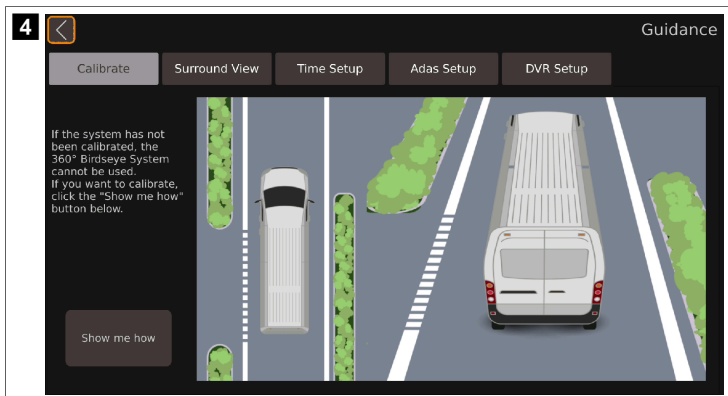 4
Guidance
Calibrate
Surround View
Time Setup
Adas Setup
DVR Setup
If the system has not
been calibrated, the
360° Birdseye System
cannot be used.
If you want to calibrate,
click the "Show me how"
button below.
Show me how